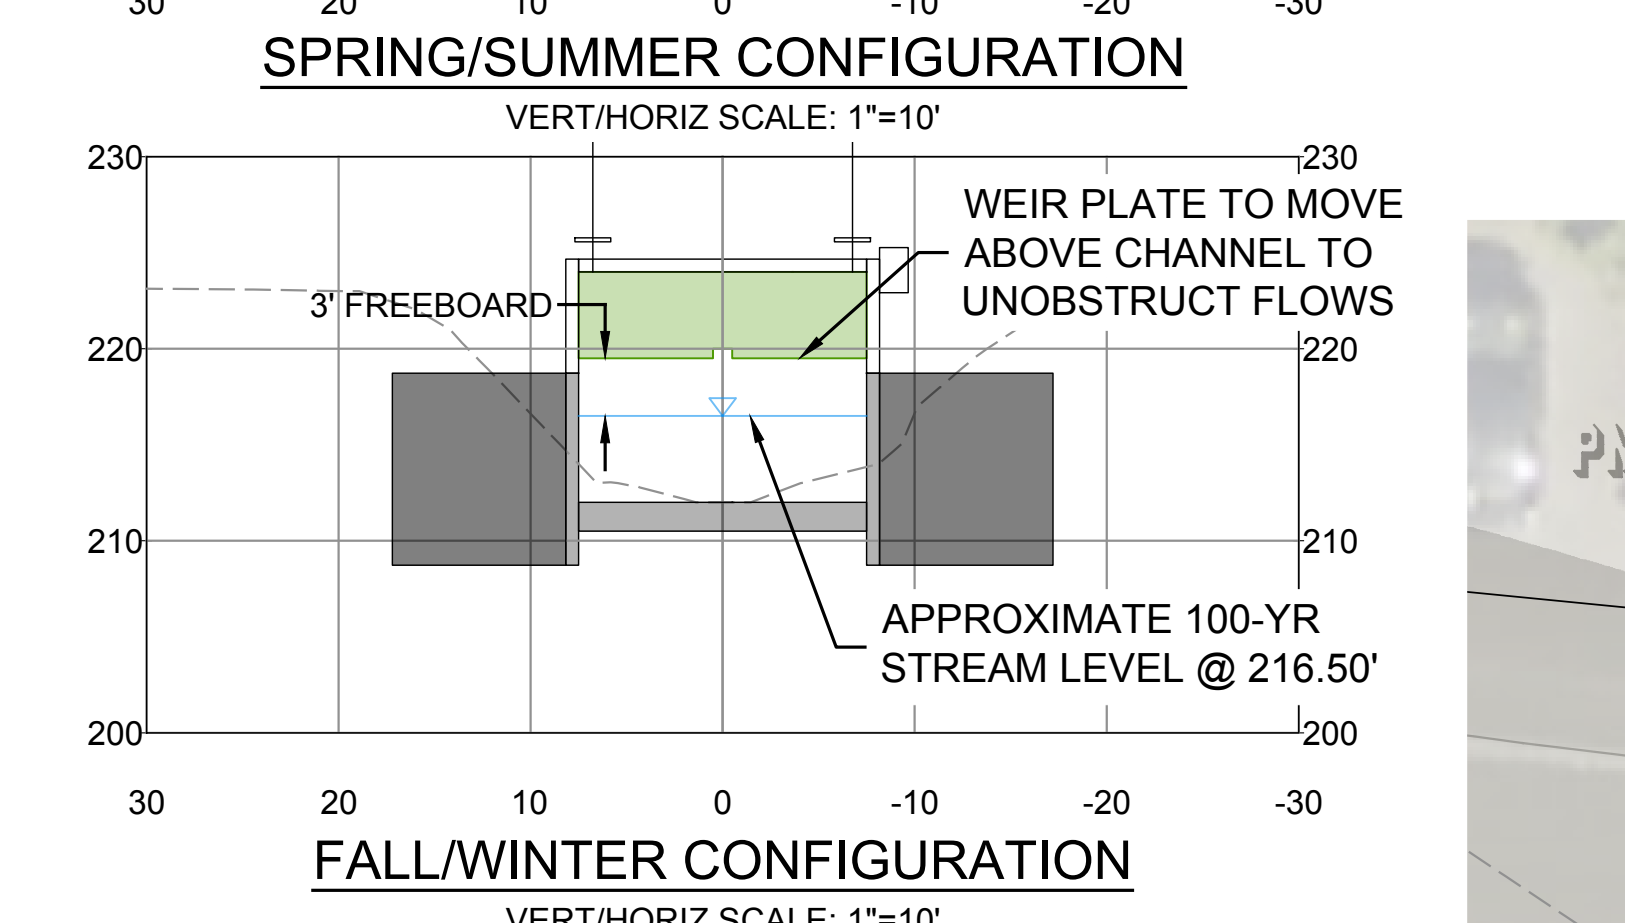 30 20 10 0 -10 -20 -30
SPRING/SUMMER CONFIGURATION
VERT/HORIZ SCALE: 1"=10'
230 230
WEIR PLATE TO MOVE
ABOVE CHANNEL TO
UNOBSTRUCT FLOWS
3' FREEBOARD
220 220
210 210
APPROXIMATE 100-YR
STREAM LEVEL @ 216.50'
200 200
30 20 10 0 -10 -20 -30
FALL/WINTER CONFIGURATION
VERT/HORIZ SCALE: 1"=10'